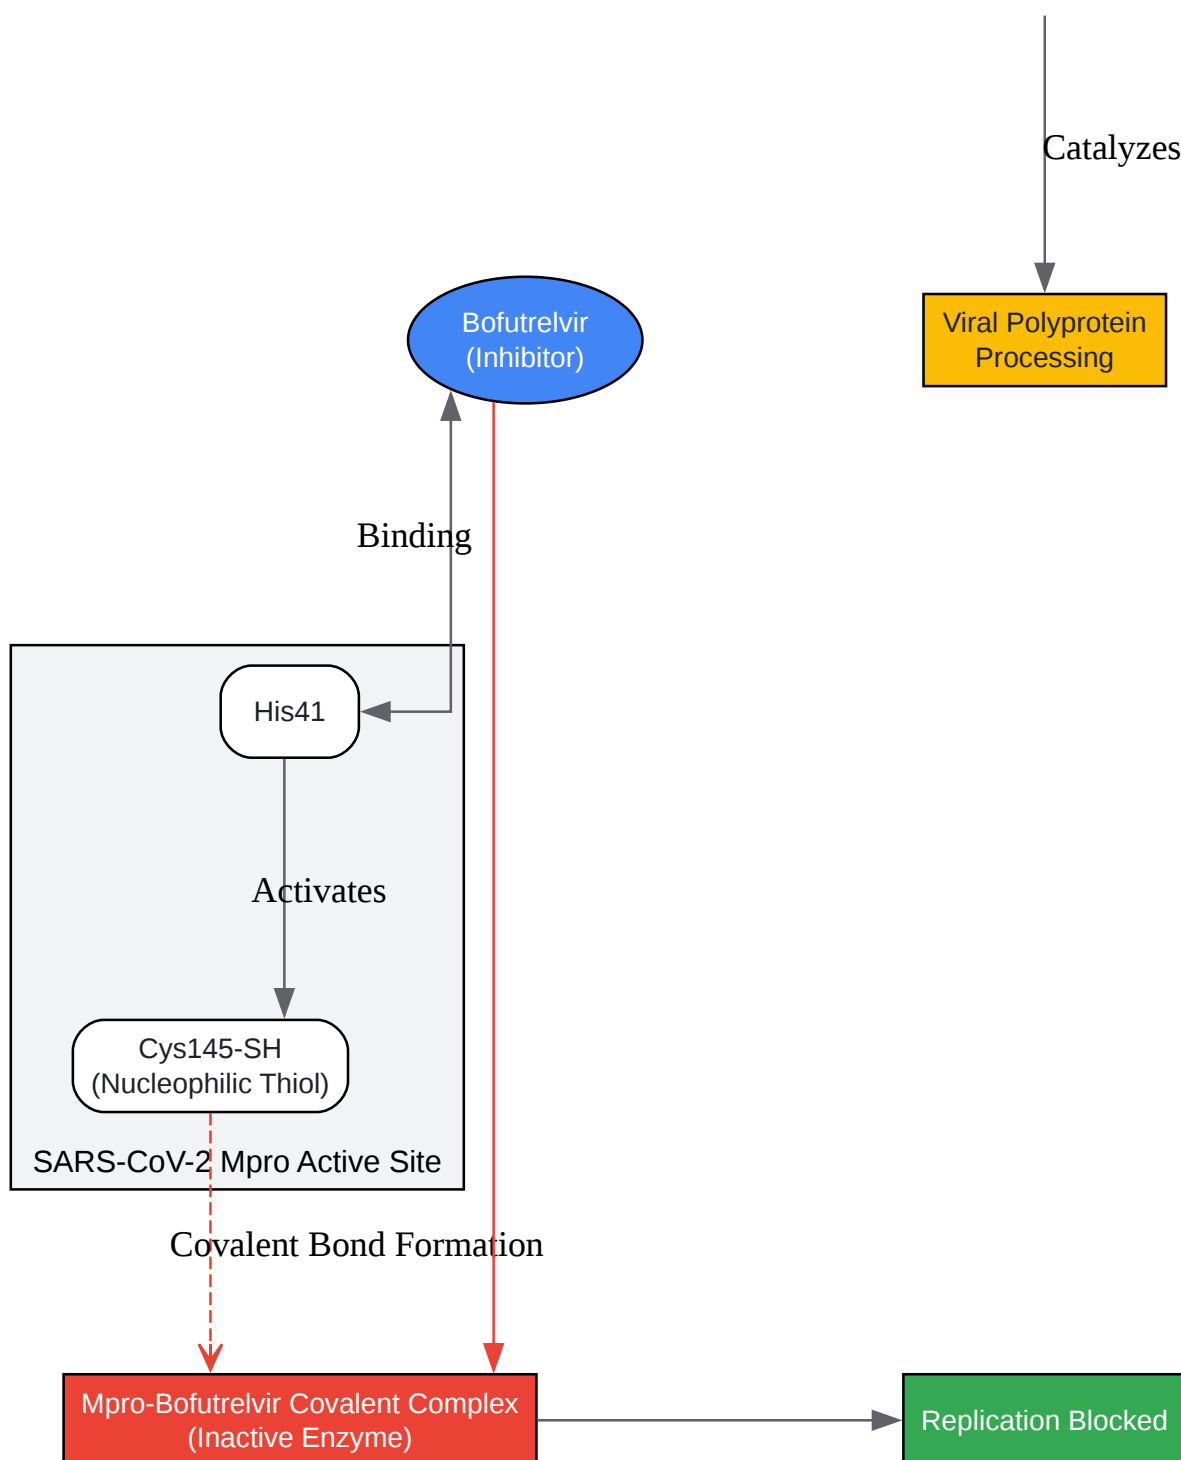 Catalyzes
Bofutrelvir
(Inhibitor)
Viral Polyprotein
Processing
Binding
His41
Activates
Cys145-SH
(Nucleophilic Thiol)
SARS-CoV-2 Mpro Active Site
Covalent Bond Formation
Mpro-Bofutrelvir Covalent Complex
(Inactive Enzyme)
Replication Blocked